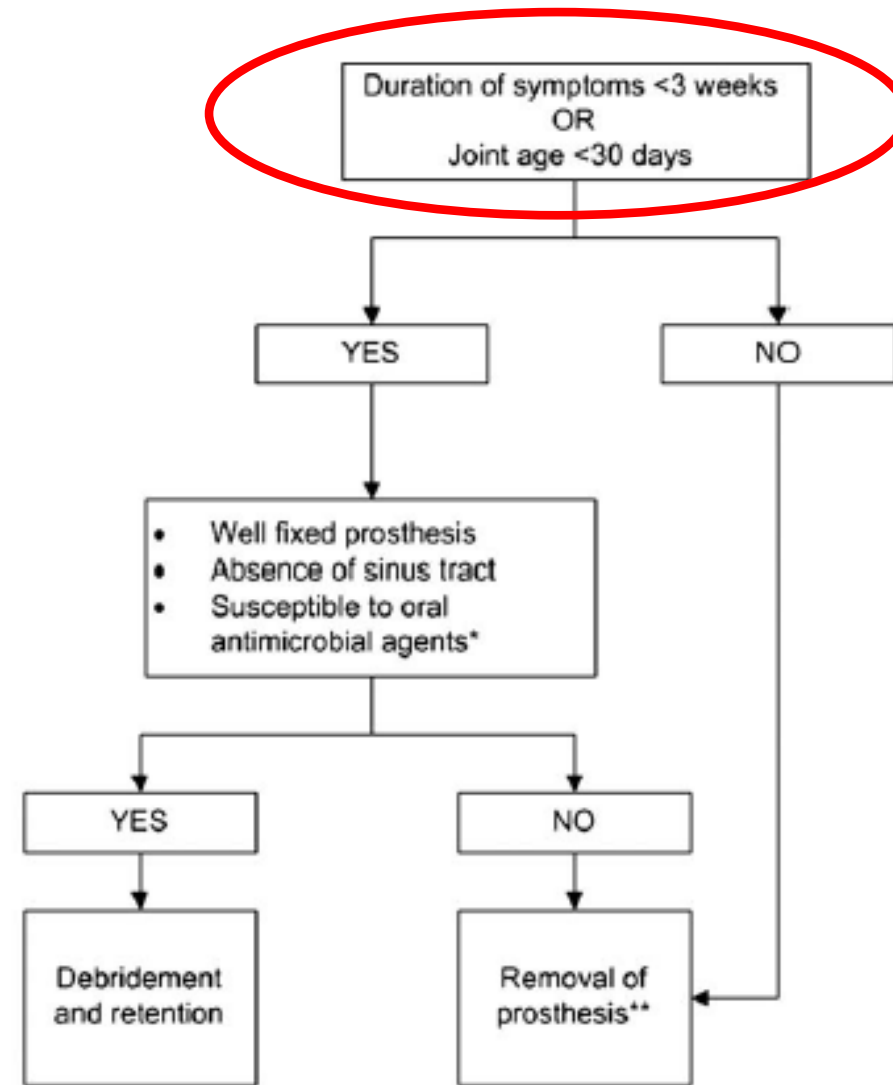 Duration of symptoms <3 weeks
OR
Joint age <30 days
YES
NO
• Well fixed prosthesis
• Absence of sinus tract
• Susceptible to oral
antimicrobial agents*
YES
NO
Debridement
and retention
Removal of
prosthesis**